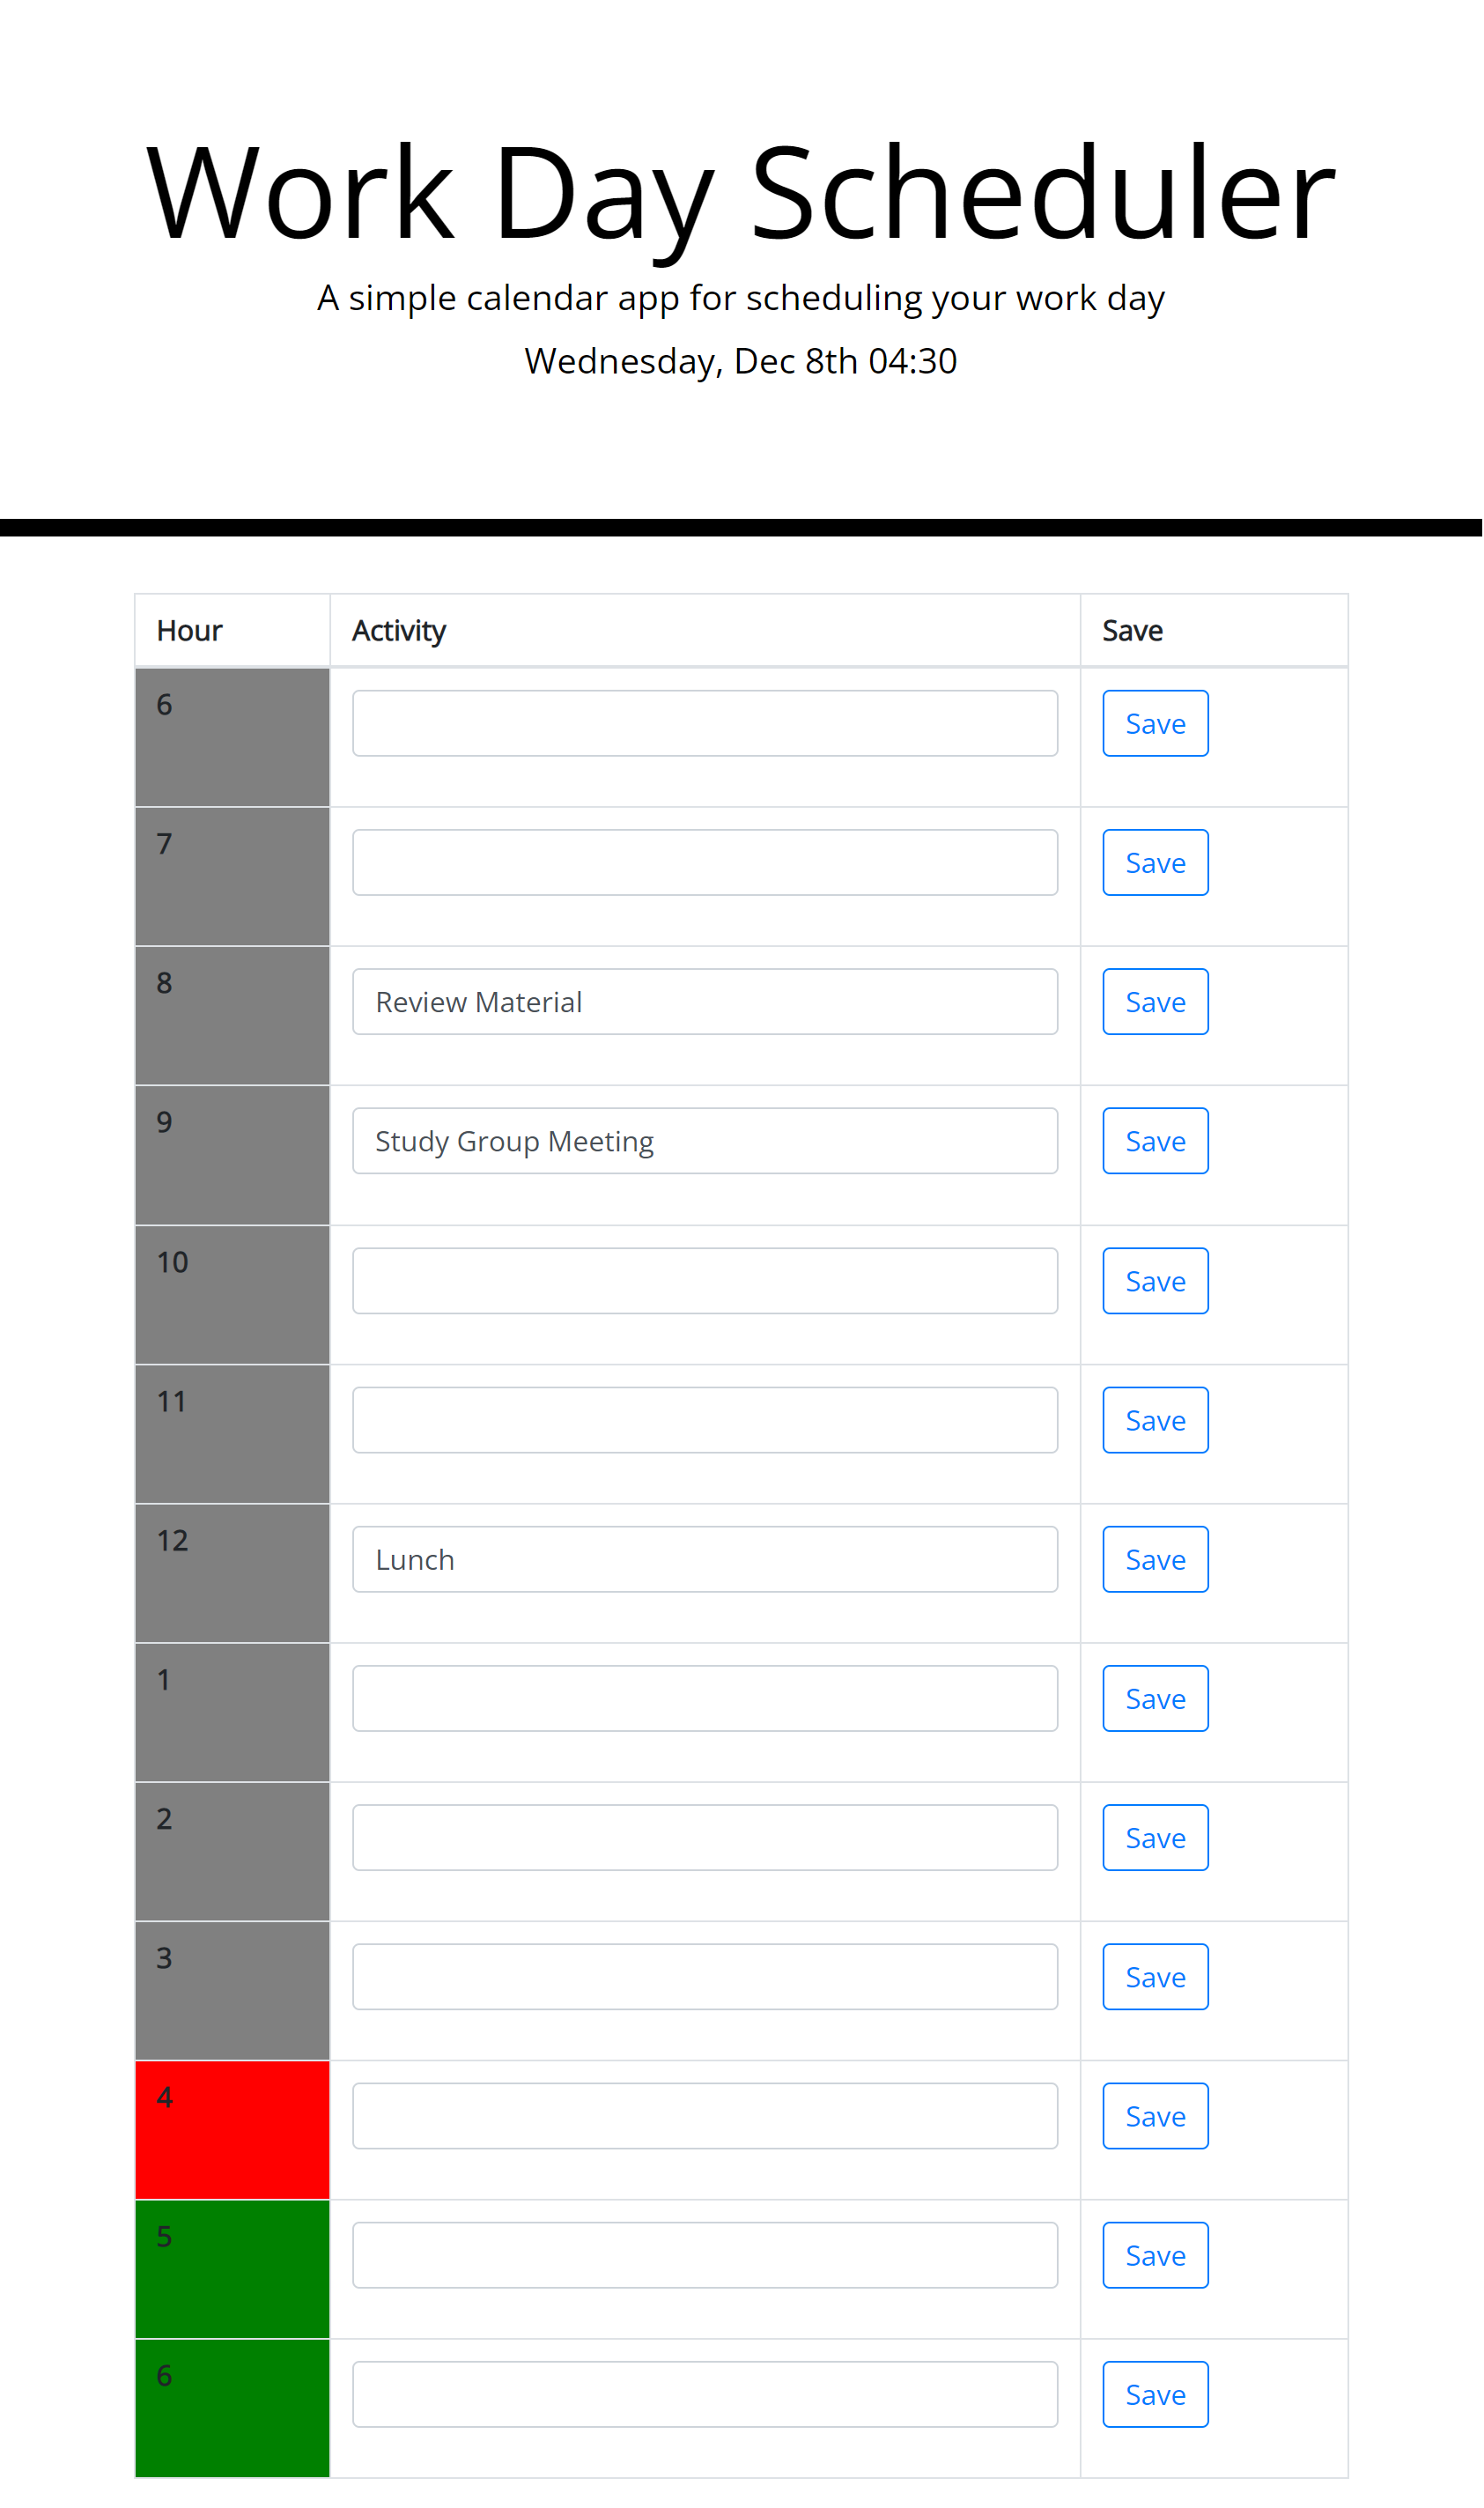 Work Day Scheduler
A simple calendar app for scheduling your work day
Wednesday, Dec 8th 04:30
Hour Activity Save
6 Save
7 Save
8 Review Material Save
9 Study Group Meeting Save
10 Save
11 Save
12 Lunch Save
1 Save
2 Save
3 Save
4 Save
5 Save
6 Save